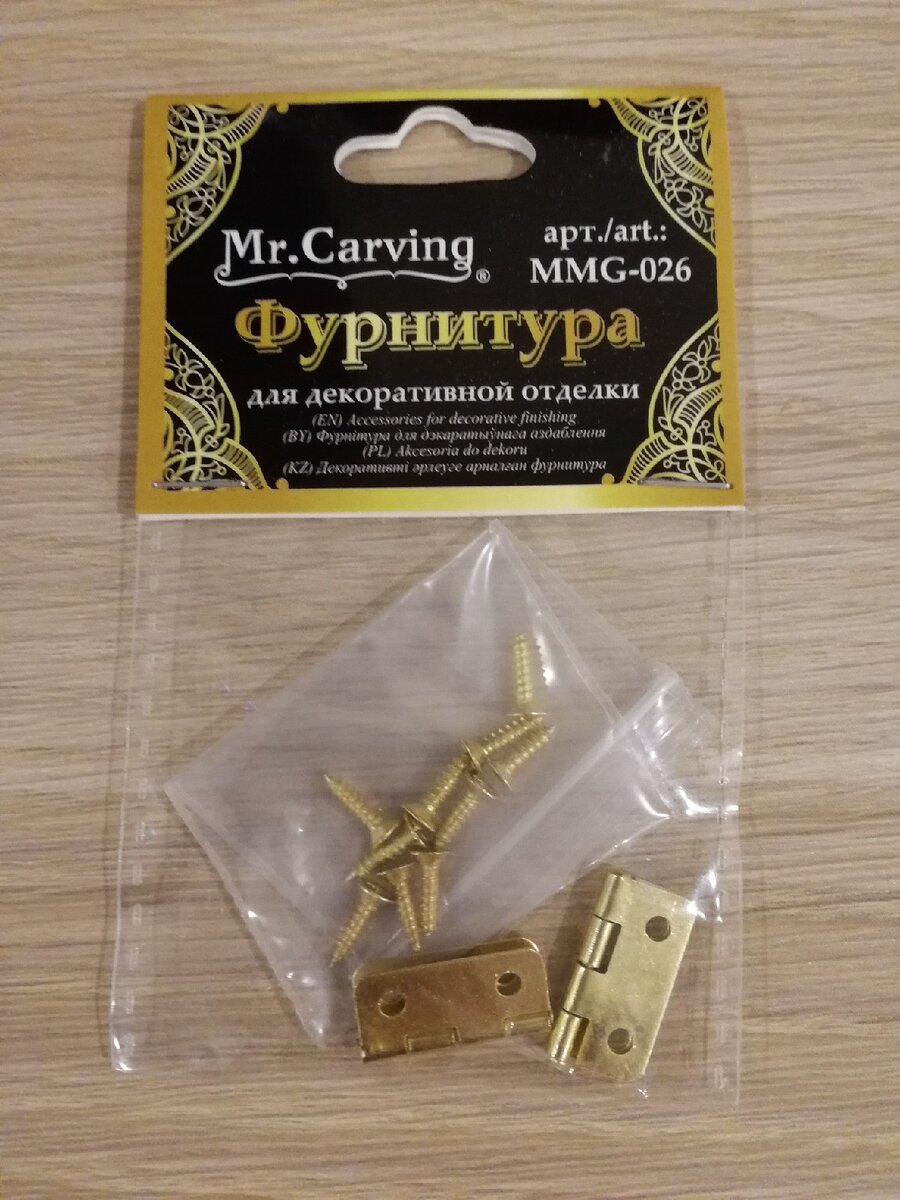 Mr.Carving®
арт./art.:
MMG-026
Фурнитура
для декоративной отделки
(EN) Accessories for decorative finishing
(BY) Фурнітура для дэкаратыўнага аздаблення
(PL) Akcesoria do dekoru
(KZ) Декоративті әрлеуге арналган фурнитура